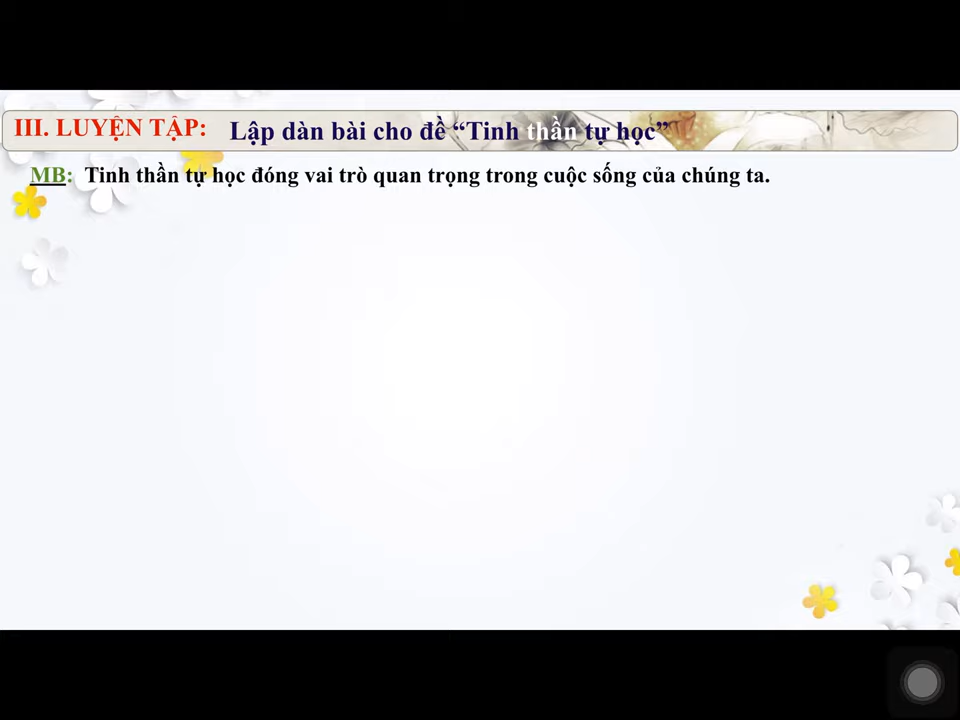 III. LUYỆN TẬP: Lập dàn bài cho đề “Tinh thần tự học”
MB: Tinh thần tự học đóng vai trò quan trọng trong cuộc sống của chúng ta.